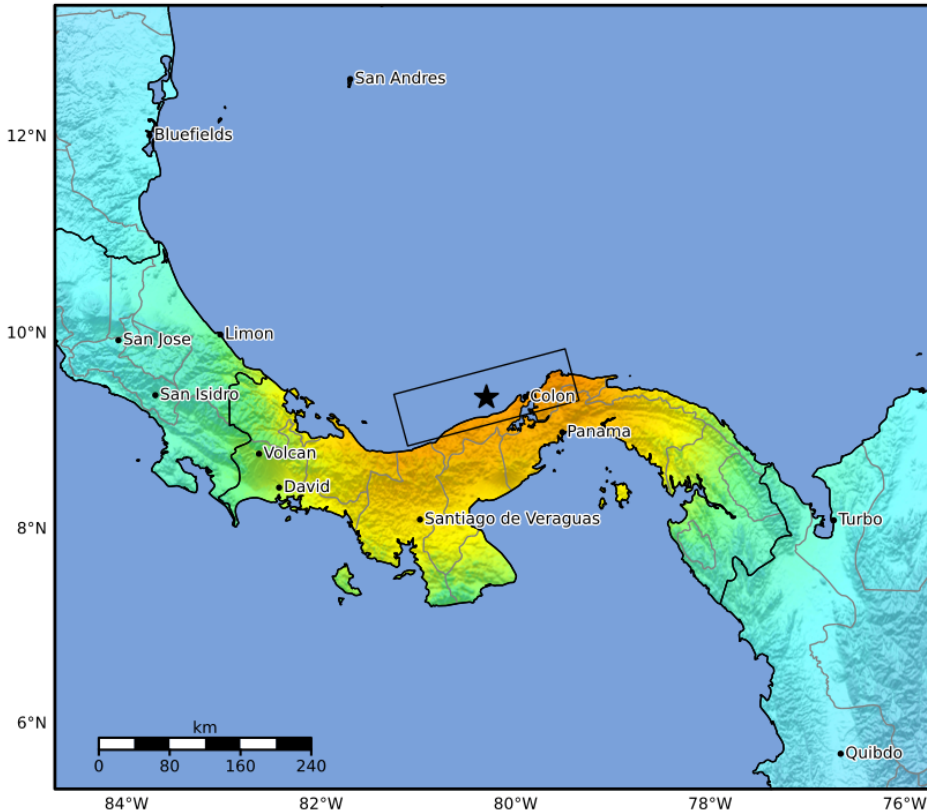 San Andres
12°N
Bluefields
10°N
San Jose
Limon
San Isidro
Colon
Panama
Volcan
David
8°N
Santiago de Veraguas
Turbo
6°N
km
0 80 160 240
Quibdo
84°W 82°W 80°W 78°W 76°W